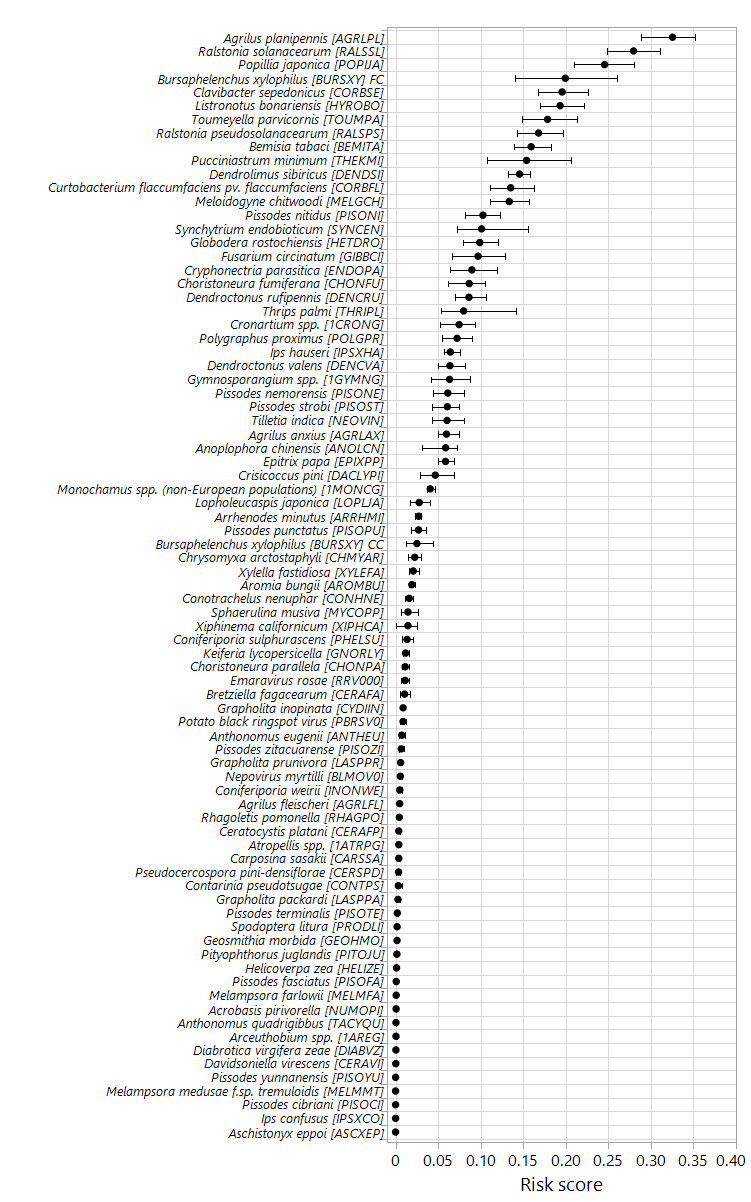 Agrilus planipennis [AGRLPL]
Ralstonia solanacearum [RALSSL]
Popillia japonica [POPIJA]
Bursaphelenchus xylophilus [BURSXY] FC
Clavibacter sepedonicus [CORBSE]
Listronotus bonariensis [HYROBO]
Toumeyella parvicornis [TOUMPA]
Ralstonia pseudosolanacearum [RALSPS]
Bemisia tabaci [BEMITA]
Pucciniastrum minimum [THEKMI]
Dendrolimus sibiricus [DENDSI]
Curtobacterium flaccumfaciens pv. flaccumfaciens [CORBFL]
Meloidogyne chitwoodi [MELGCH]
Pissodes nitidus [PISONI]
Synchytrium endobioticum [SYNCEN]
Globodera rostochiensis [HETDRO]
Fusarium circinatum [GIBBCI]
Cryphonectria parasitica [ENDOPA]
Choristoneura fumiferana [CHONFU]
Dendroctonus rufipennis [DENCRU]
Thrips palmi [THRIPL]
Cronartium spp. [1CRONG]
Polygraphus proximus [POLGPR]
Ips hauseri [IPSXHA]
Dendroctonus valens [DENCVA]
Gymnosporangium spp. [1GYMNG]
Pissodes nemorensis [PISONE]
Pissodes strobi [PISOST]
Tilletia indica [NEOVIN]
Agrilus anxius [AGRLAX]
Anoplophora chinensis [ANOLCN]
Epitrix papa [EPIXPP]
Crisicoccus pini [DACLYPI]
Monochamus spp. (non-European populations) [1MONCG]
Lopholeucaspis japonica [LOPLJA]
Arrhenodes minutus [ARRHMI]
Pissodes punctatus [PISOPU]
Bursaphelenchus xylophilus [BURSXY] CC
Chrysomyxa arctostaphyli [CHMYAR]
Xylella fastidiosa [XYLEFA]
Aromia bungii [AROMBU]
Conotrachelus nenuphar [CONHNE]
Sphaerulina musiva [MYCOPP]
Xiphinema californicum [XIPHCA]
Coniferiporia sulphurascens [PHELSU]
Keiferia lycopersicella [GNORLY]
Choristoneura parallela [CHONPA]
Emaravirus rosae [RRV000]
Bretziella fagacearum [CERAFA]
Grapholita inopinata [CYDIIN]
Potato black ringspot virus [PBRSV0]
Anthonomus eugenii [ANTHEU]
Pissodes zitacuarense [PISOZI]
Grapholita prunivora [LASPPR]
Nepovirus myrtilli [BLMOV0]
Coniferiporia weirii [INONWE]
Agrilus fleischeri [AGRLFL]
Rhagoletis pomonella [RHAGPO]
Ceratocystis platani [CERAFP]
Atropellis spp. [1ATRPG]
Carposina sasakii [CARSSA]
Pseudocercospora pini-densiflorae [CERSPD]
Contarinia pseudotsugae [CONTPS]
Grapholita packardi [LASPPA]
Pissodes terminalis [PISOTE]
Spodoptera litura [PRODLI]
Geosmithia morbida [GEOHMO]
Pityophthorus juglandis [PITOJU]
Helicoverpa zea [HELIZE]
Pissodes fasciatus [PISOFA]
Melampsora farlowii [MELMFA]
Acrobasis pirivorella [NUMOPI]
Anthonomus quadrigibbus [TACYQU]
Arceuthobium spp. [1AREG]
Diabrotica virgifera zeae [DIABVZ]
Davidsoniella virescens [CERAVI]
Pissodes yunnanensis [PISOYU]
Melampsora medusae f.sp. tremuloidis [MELMMT]
Pissodes cibriani [PISOCI]
Ips confusus [IPSXCO]
Aschistonyx eppoi [ASCXEP]
0 0.05 0.10 0.15 0.20 0.25 0.30 0.35 0.40
Risk score